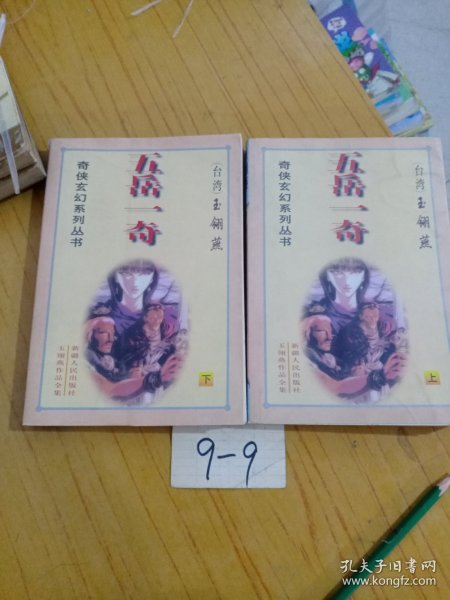 奇侠玄幻系列丛书
五岳一奇
(台湾)玉翎燕
新疆人民出版社
玉翎燕作品全集
下
奇侠玄幻系列丛书
五岳一奇
(台湾)玉翎燕
新疆人民出版社
玉翎燕作品全集
上
9-9
孔夫子旧书网
www.kongfz.com